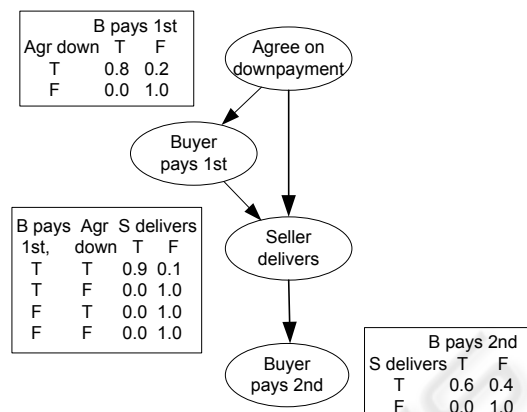 B pays 1st
Agr down T F
T 0.8 0.2
F 0.0 1.0
Agree on
downpayment
Buyer
pays 1st
B pays Agr S delivers
1st, down T F
T T 0.9 0.1
T F 0.0 1.0
F T 0.0 1.0
F F 0.0 1.0
Seller
delivers
Buyer
pays 2nd
B pays 2nd
S delivers T F
T 0.6 0.4
F 0.0 1.0